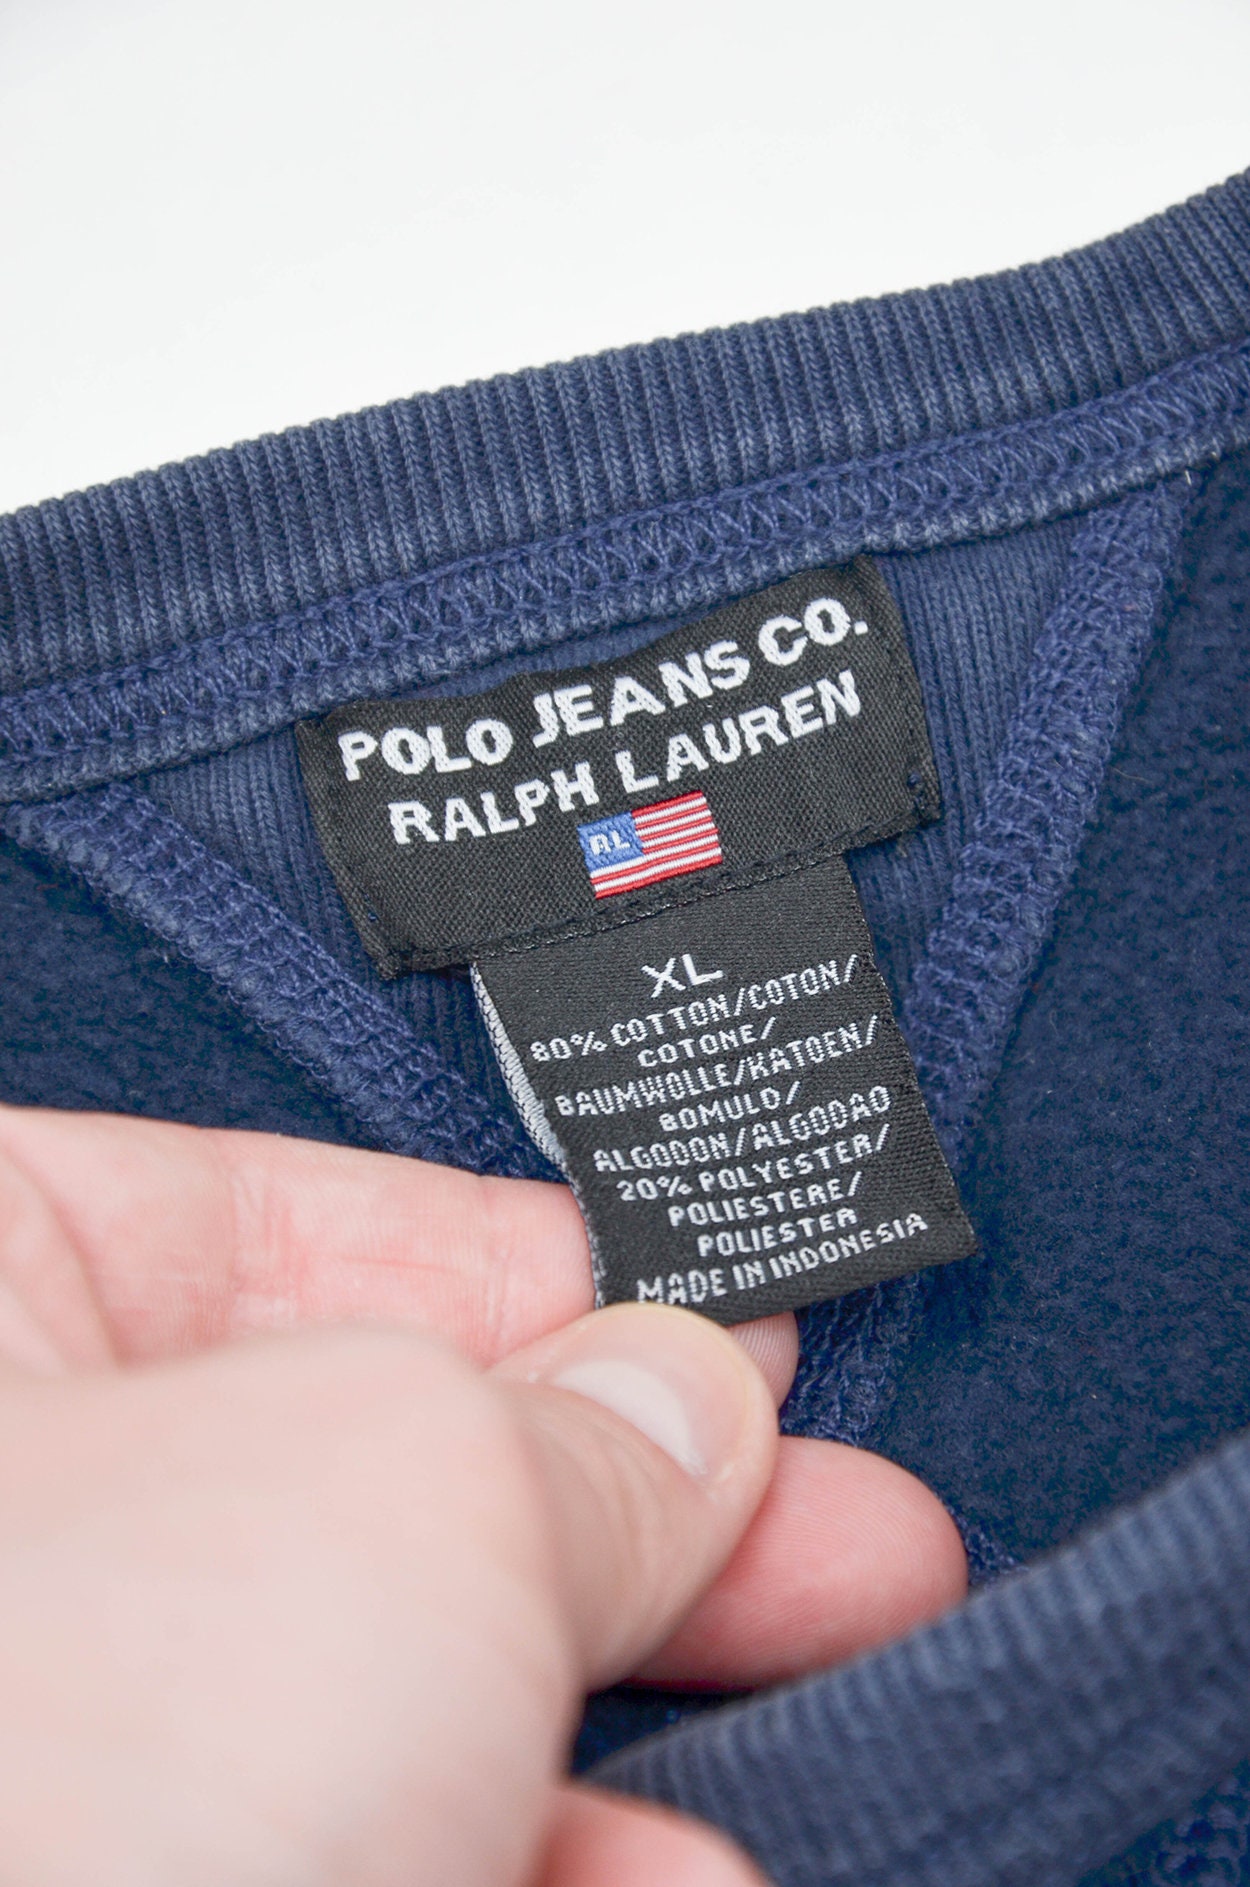 POLO JEANS CO.
RALPH LAUREN
RL
XL
80% COTTON/COTON/
COTONE/
BAUMWOLLE/KATOEN/
BOMULD/
ALGODON/ALGODAO
20% POLYESTER/
POLIESTERE/
POLIESTER
MADE IN INDONESIA